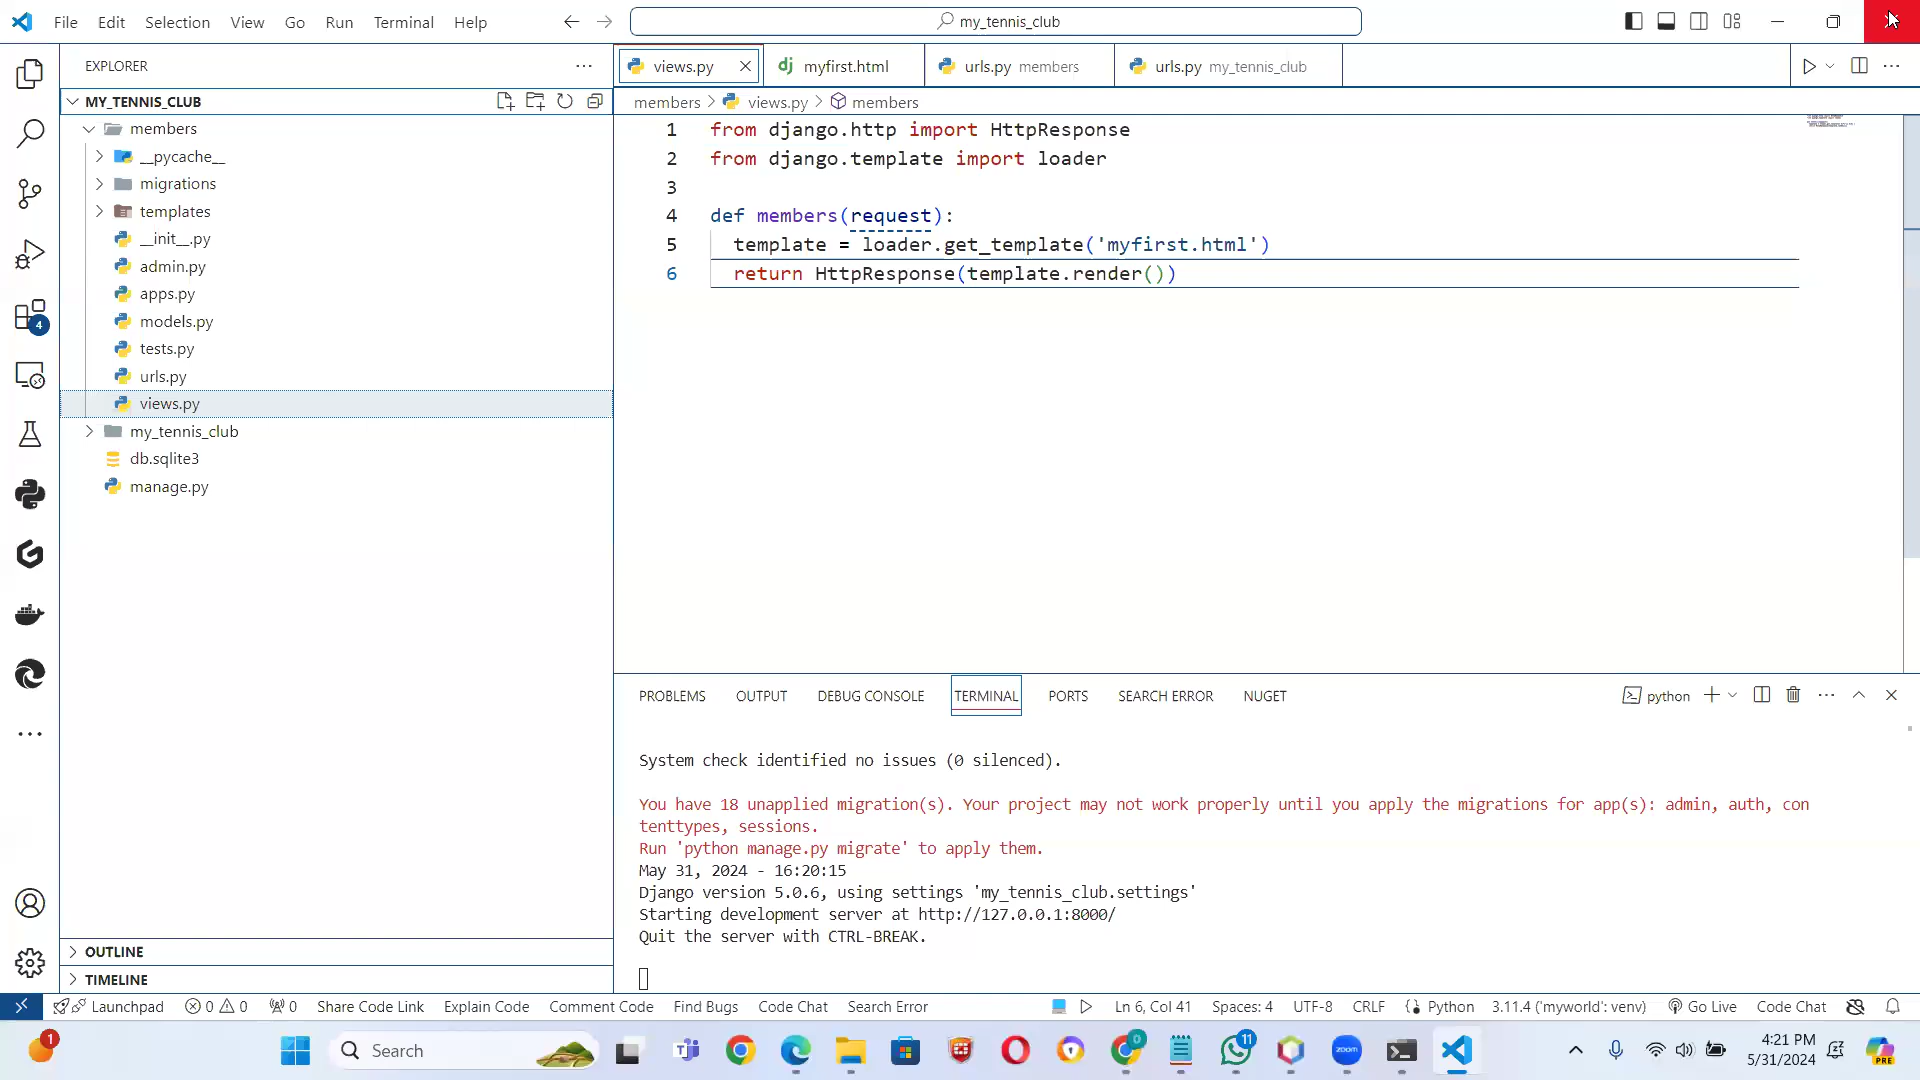 File Edit Selection View Go Run Terminal Help
my_tennis_club
EXPLORER
views.py
myfirst.html
urls.py members
urls.py my_tennis_club
MY_TENNIS_CLUB
members > views.py > members
members
__pycache__
migrations
templates
__init__.py
admin.py
apps.py
models.py
tests.py
urls.py
views.py
my_tennis_club
db.sqlite3
manage.py
1 from django.http import HttpResponse
2 from django.template import loader
3
4 def members(request):
5 template = loader.get_template('myfirst.html')
6 return HttpResponse(template.render())
4
PROBLEMS OUTPUT DEBUG CONSOLE TERMINAL PORTS SEARCH ERROR NUGET
python
System check identified no issues (0 silenced).
You have 18 unapplied migration(s). Your project may not work properly until you apply the migrations for app(s): admin, auth, con
tenttypes, sessions.
Run 'python manage.py migrate' to apply them.
May 31, 2024 - 16:20:15
Django version 5.0.6, using settings 'my_tennis_club.settings'
Starting development server at http://127.0.0.1:8000/
Quit the server with CTRL-BREAK.
OUTLINE
TIMELINE
Launchpad 0 0 0 Share Code Link Explain Code Comment Code Find Bugs Code Chat Search Error Ln 6, Col 41 Spaces: 4 UTF-8 CRLF Python 3.11.4 ('myworld': venv) Go Live Code Chat
1
Search
0
11
zoom
4:21 PM
5/31/2024
PRE